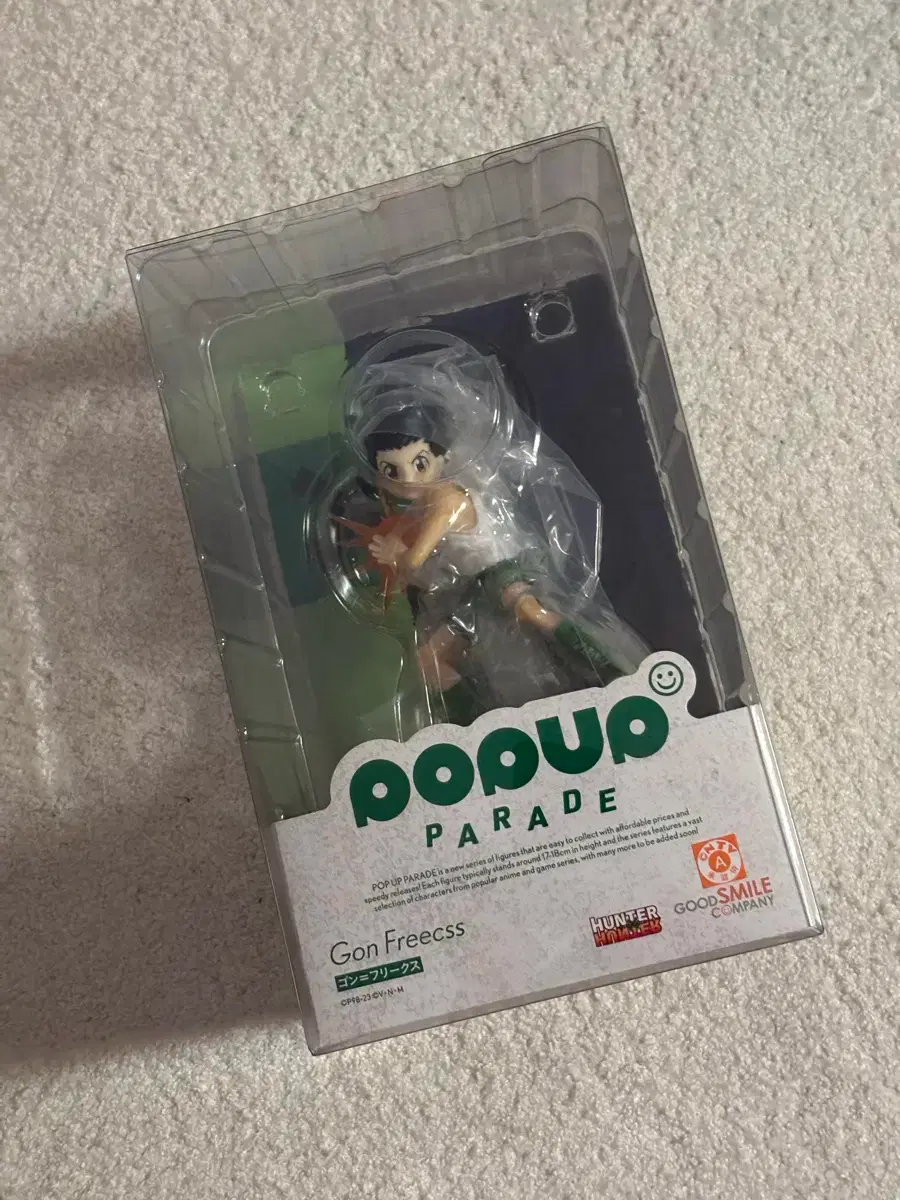 POPUP
PARADE
POP UP PARADE is a new series of figures that are easy to collect with affordable prices and
speedy releases! Each figure typically stands around 17-18cm in height and the series features a vast
selection of characters from popular anime and game series, with many more to be added soon!
Gon Freecss
ゴン=フリークス
©P98-23 ©V・N・M
HUNTER
HUNTER
A
GOOD SMILE
COMPANY